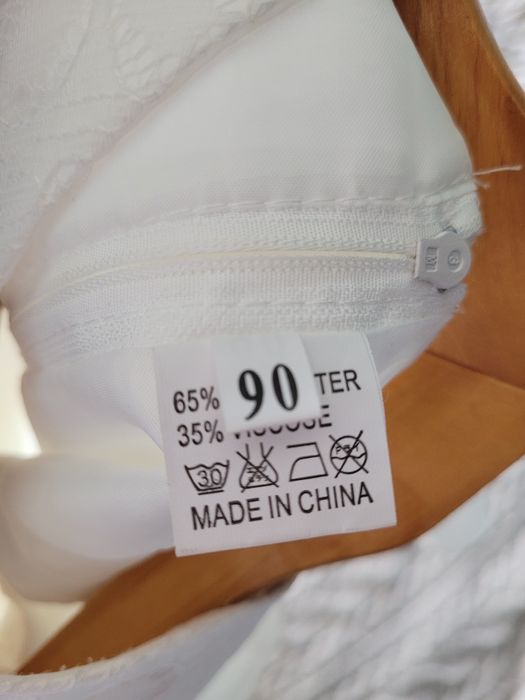 65% TER
90
35% VISCOSE
30
MADE IN CHINA